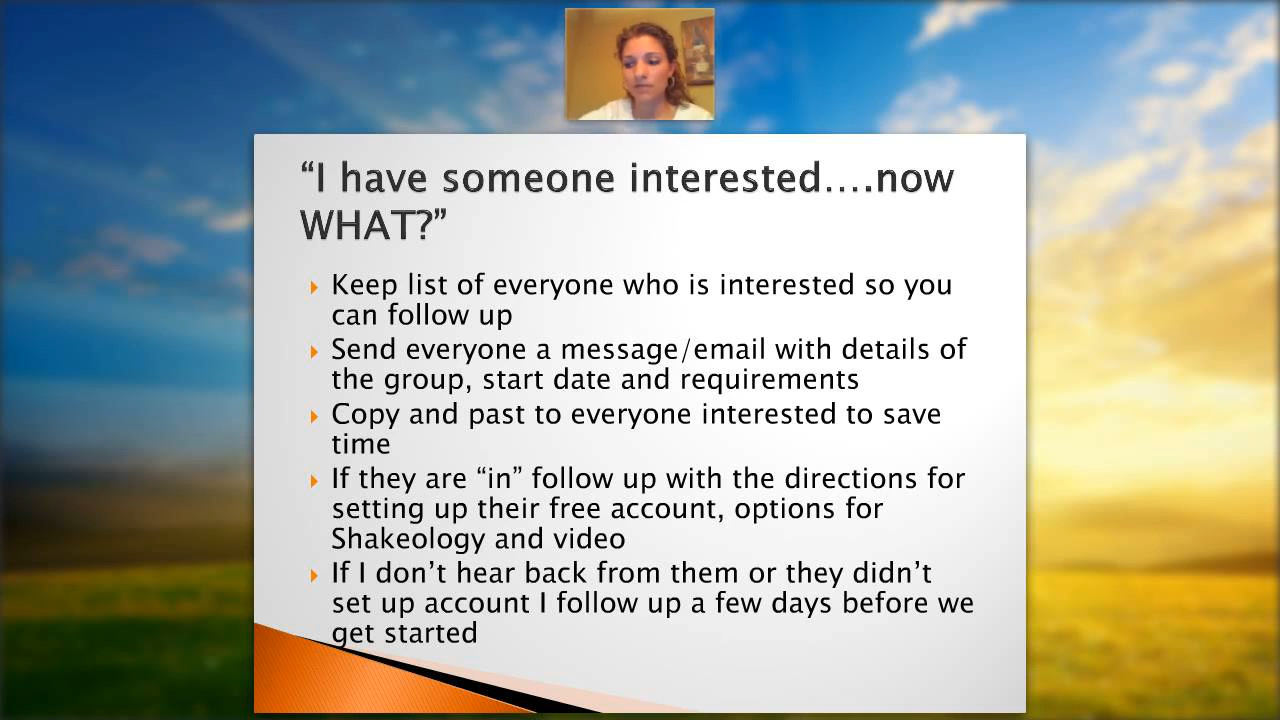 “I have someone interested....now
WHAT?”
Keep list of everyone who is interested so you
can follow up
Send everyone a message/email with details of
the group, start date and requirements
Copy and past to everyone interested to save
time
If they are “in” follow up with the directions for
setting up their free account, options for
Shakeology and video
If I don’t hear back from them or they didn’t
set up account I follow up a few days before we
get started